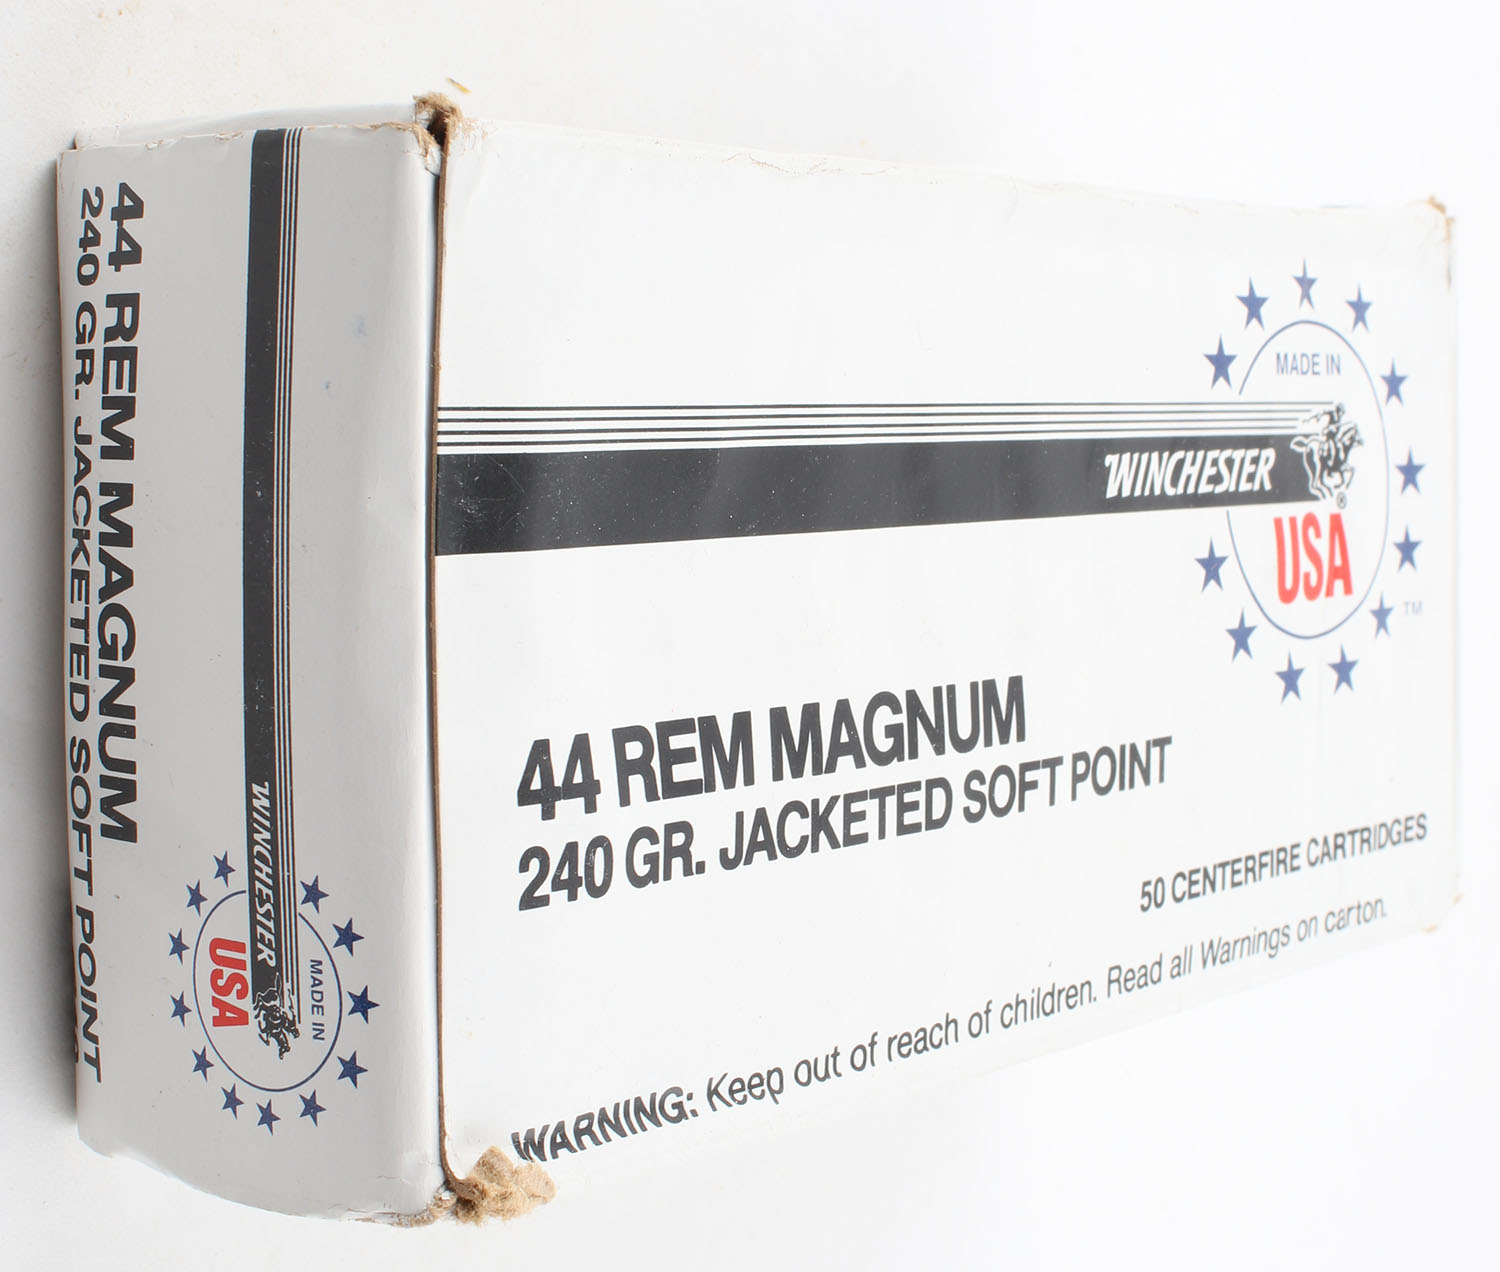 44 REM MAGNUM
240 GR. JACKETED SOFT POINT
WINCHESTER
MADE IN
USA
MADE IN
WINCHESTER
®
USA
TM
44 REM MAGNUM
240 GR. JACKETED SOFT POINT
50 CENTERFIRE CARTRIDGES
WARNING: Keep out of reach of children. Read all Warnings on carton.